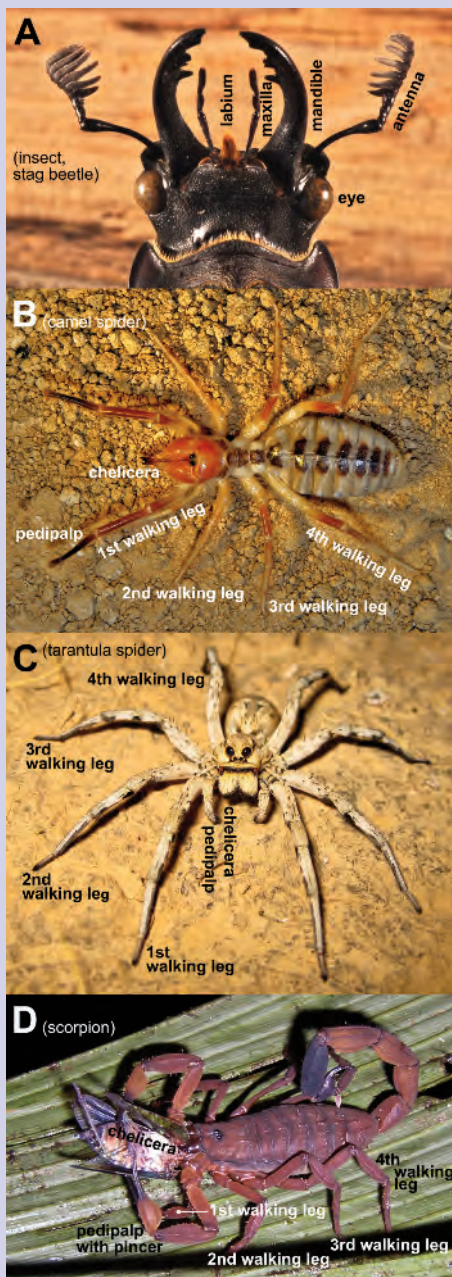 A
(insect,
stag beetle)
labium
maxilla
mandible
antenna
eye
B (camel spider)
chelicera
pedipalp
1st walking leg
2nd walking leg
3rd walking leg
4th walking leg
C (tarantula spider)
4th walking leg
3rd
walking leg
2nd
walking leg
1st
walking leg
pedipalp
chelicera
D (scorpion)
chelicera
pedipalp
with pincer
1st walking leg
2nd walking leg
3rd walking leg
4th
walking
leg